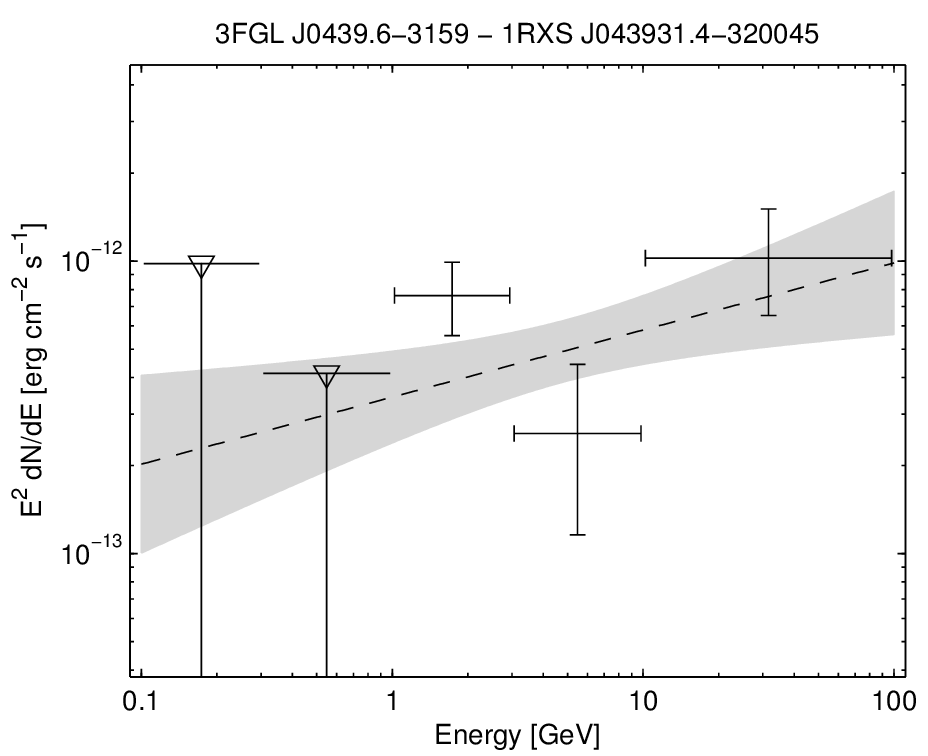 3FGL J0439.6−3159 − 1RXS J043931.4−320045
E² dN/dE [erg cm⁻² s⁻¹]
10⁻¹²
10⁻¹³
0.1 1 10 100
Energy [GeV]